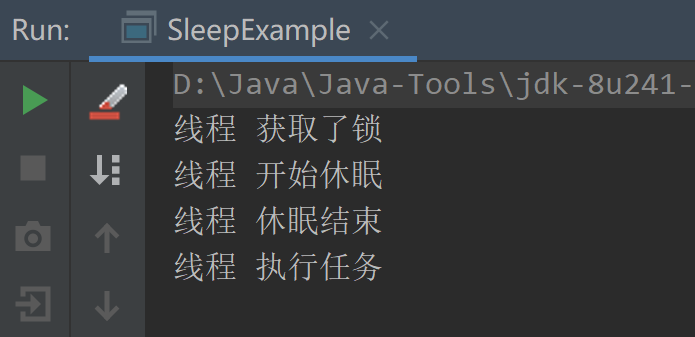 Run: SleepExample
D:\Java\Java-Tools\jdk-8u241-
线程 获取了锁
线程 开始休眠
线程 休眠结束
线程 执行任务